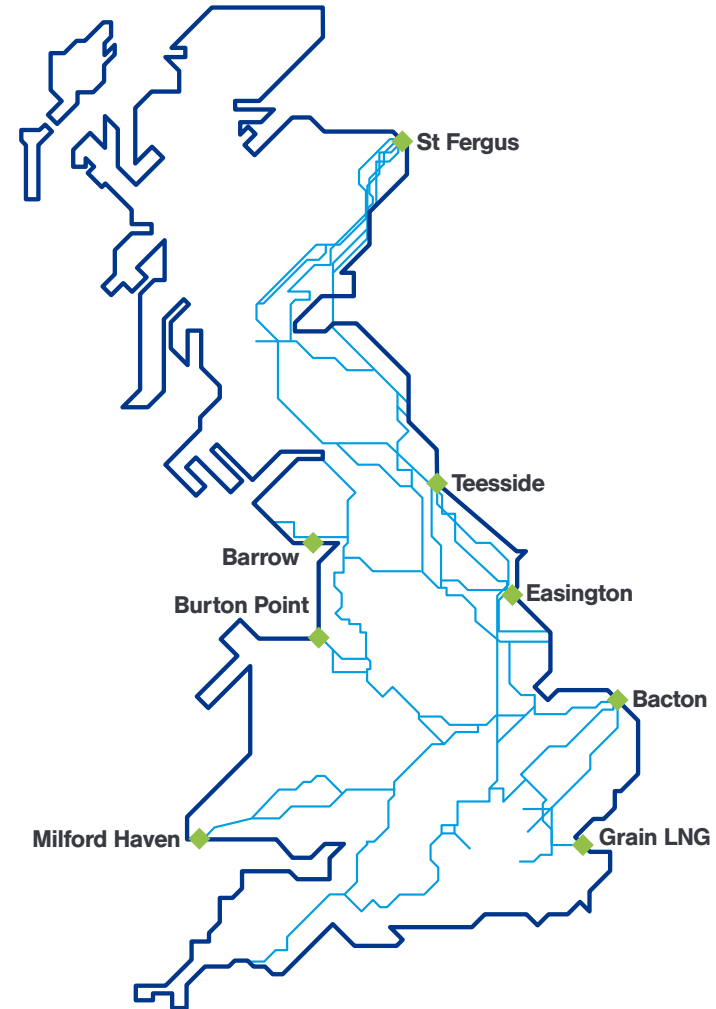 St Fergus
Teesside
Barrow
Easington
Burton Point
Bacton
Milford Haven
Grain LNG